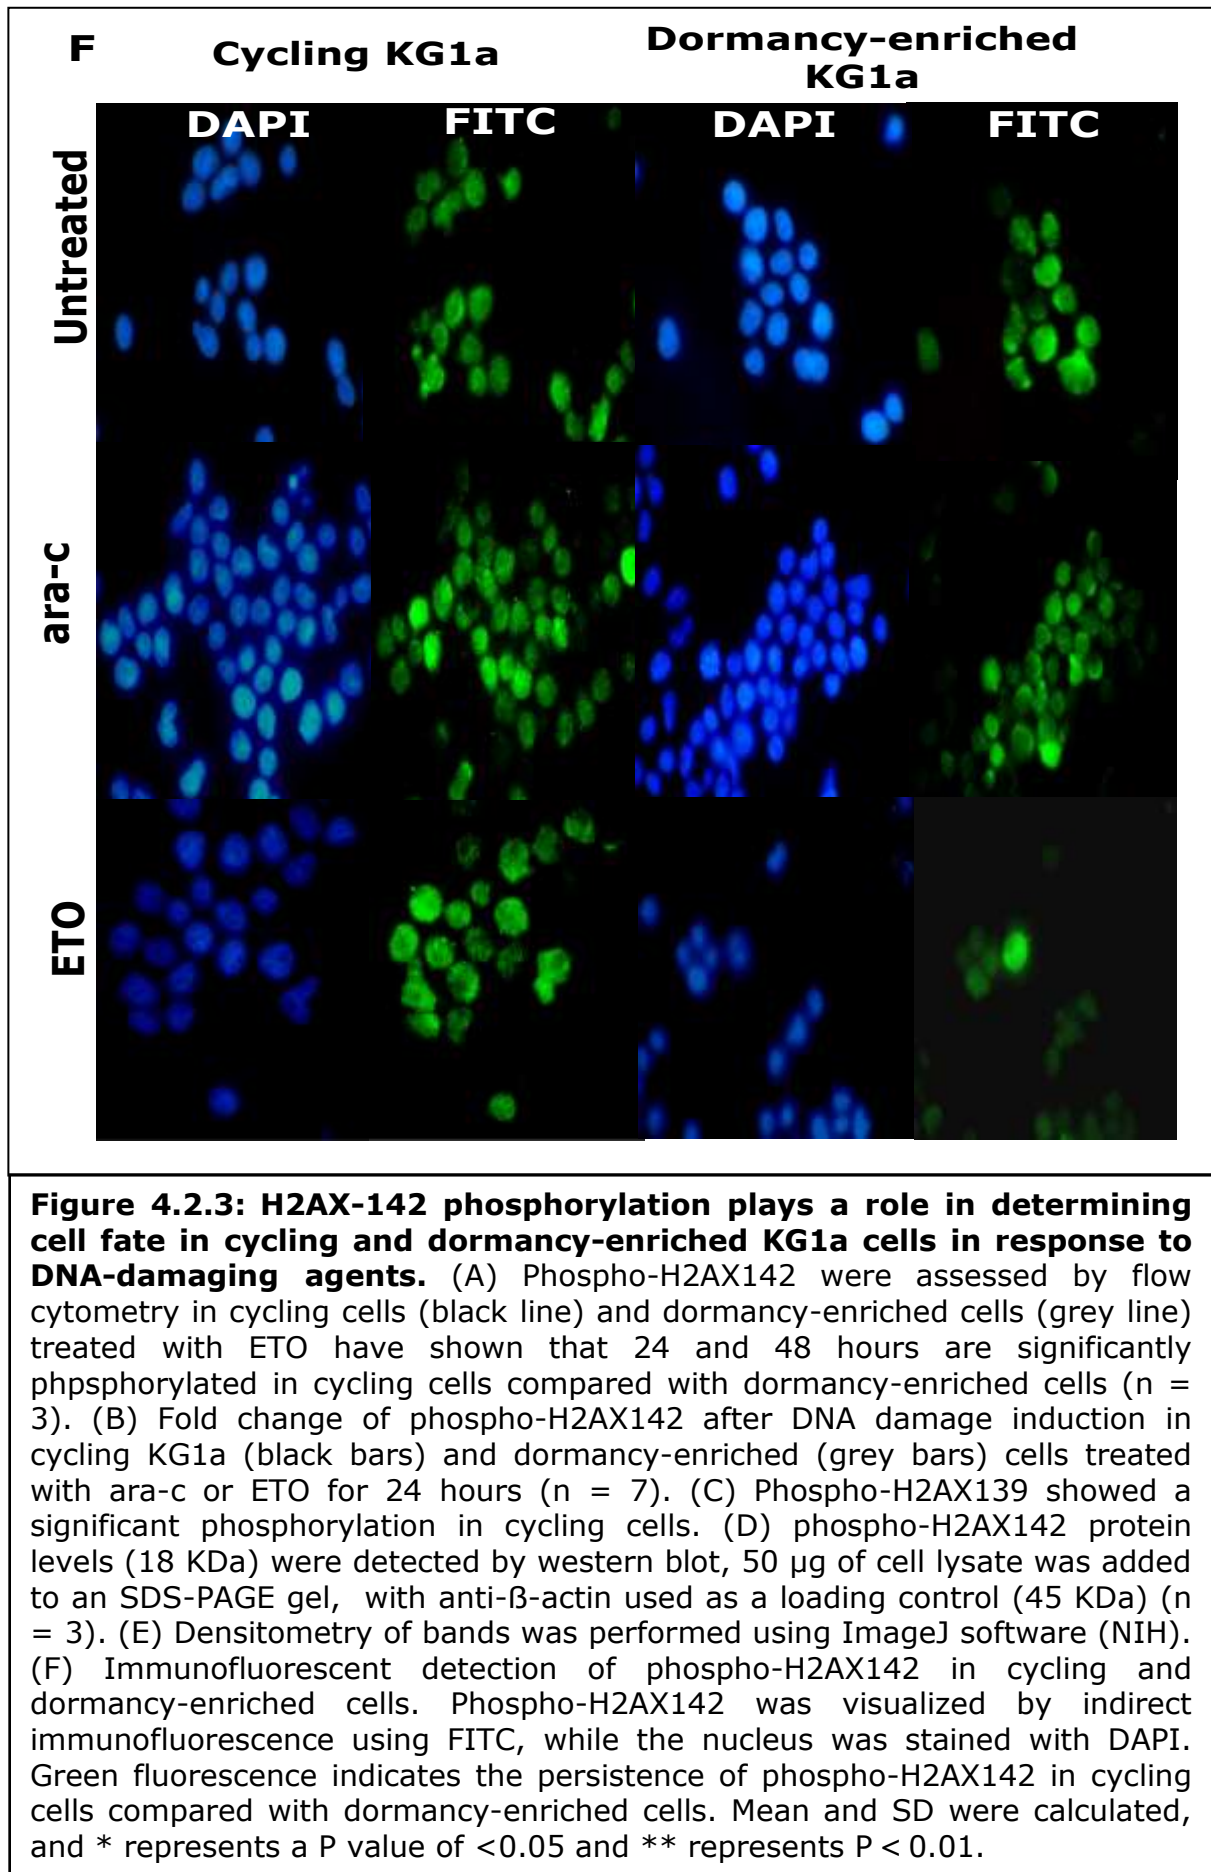 F
Cycling KG1a
Dormancy-enriched
KG1a
DAPI
FITC
DAPI
FITC
Untreated
ara-c
ETO
Figure 4.2.3: H2AX-142 phosphorylation plays a role in determining
cell fate in cycling and dormancy-enriched KG1a cells in response to
DNA-damaging agents. (A) Phospho-H2AX142 were assessed by flow
cytometry in cycling cells (black line) and dormancy-enriched cells (grey line)
treated with ETO have shown that 24 and 48 hours are significantly
phpsphorylated in cycling cells compared with dormancy-enriched cells (n =
3). (B) Fold change of phospho-H2AX142 after DNA damage induction in
cycling KG1a (black bars) and dormancy-enriched (grey bars) cells treated
with ara-c or ETO for 24 hours (n = 7). (C) Phospho-H2AX139 showed a
significant phosphorylation in cycling cells. (D) phospho-H2AX142 protein
levels (18 KDa) were detected by western blot, 50 µg of cell lysate was added
to an SDS-PAGE gel, with anti-ß-actin used as a loading control (45 KDa) (n
= 3). (E) Densitometry of bands was performed using ImageJ software (NIH).
(F) Immunofluorescent detection of phospho-H2AX142 in cycling and
dormancy-enriched cells. Phospho-H2AX142 was visualized by indirect
immunofluorescence using FITC, while the nucleus was stained with DAPI.
Green fluorescence indicates the persistence of phospho-H2AX142 in cycling
cells compared with dormancy-enriched cells. Mean and SD were calculated,
and * represents a P value of <0.05 and ** represents P < 0.01.